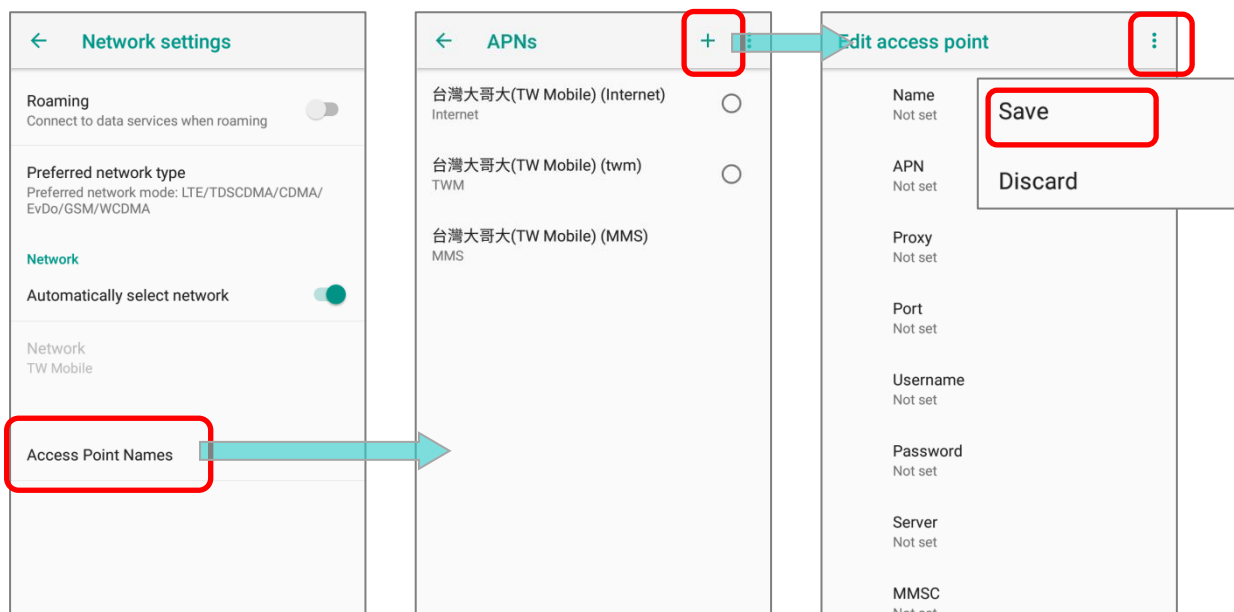 Network settings
Roaming
Connect to data services when roaming
Preferred network type
Preferred network mode: LTE/TDSCDMA/CDMA/
EvDo/GSM/WCDMA
Network
Automatically select network
Network
TW Mobile
Access Point Names
APNs
台灣大哥大(TW Mobile) (Internet)
Internet
台灣大哥大(TW Mobile) (twm)
TWM
台灣大哥大(TW Mobile) (MMS)
MMS
Edit access point
Save
Discard
Name
Not set
APN
Not set
Proxy
Not set
Port
Not set
Username
Not set
Password
Not set
Server
Not set
MMSC